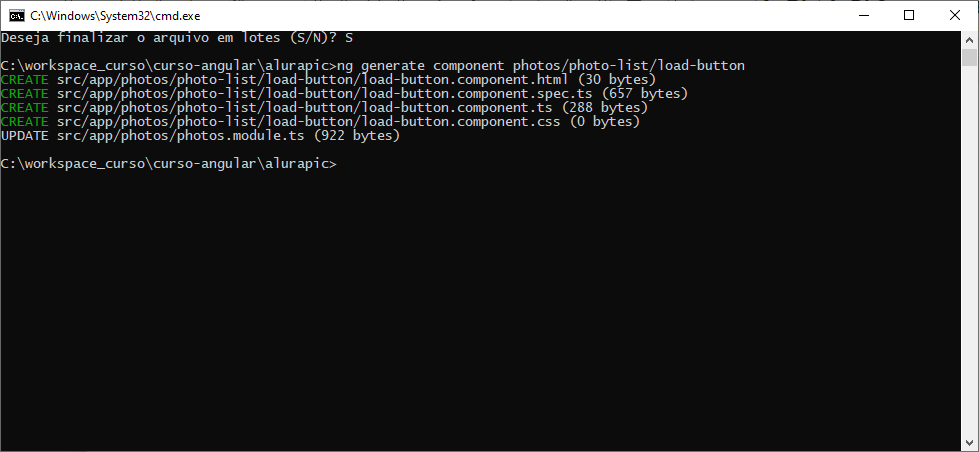 C:\Windows\System32\cmd.exe
Deseja finalizar o arquivo em lotes (S/N)? S
C:\workspace_curso\curso-angular\alurapic>ng generate component photos/photo-list/load-button
CREATE src/app/photos/photo-list/load-button/load-button.component.html (30 bytes)
CREATE src/app/photos/photo-list/load-button/load-button.component.spec.ts (657 bytes)
CREATE src/app/photos/photo-list/load-button/load-button.component.ts (288 bytes)
CREATE src/app/photos/photo-list/load-button/load-button.component.css (0 bytes)
UPDATE src/app/photos/photos.module.ts (922 bytes)
C:\workspace_curso\curso-angular\alurapic>